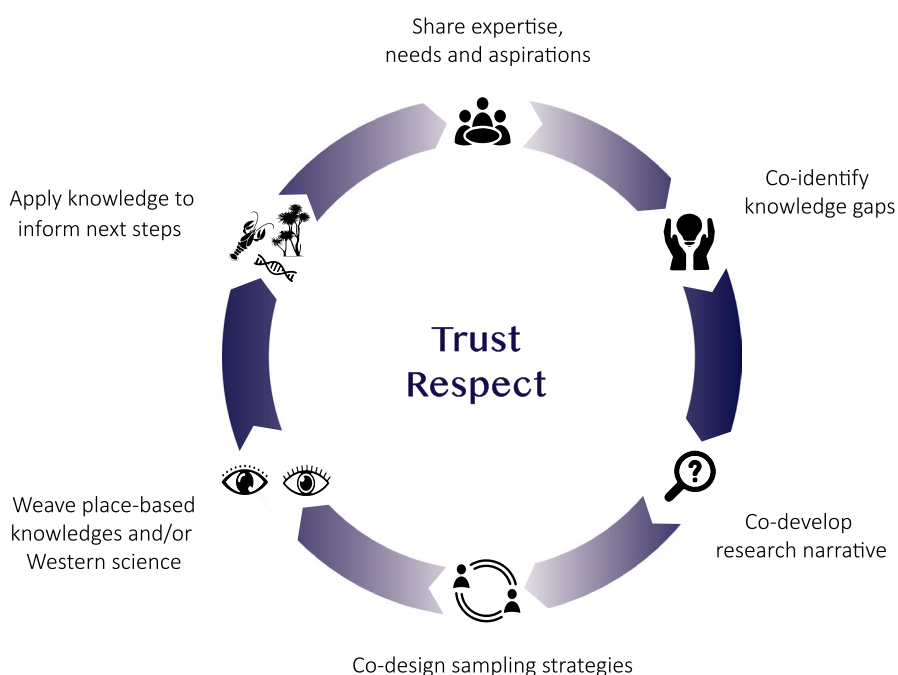 Share expertise,
needs and aspirations
Co-identify
knowledge gaps
Co-develop
research narrative
Co-design sampling strategies
Weave place-based
knowledges and/or
Western science
Apply knowledge to
inform next steps
Trust
Respect
?